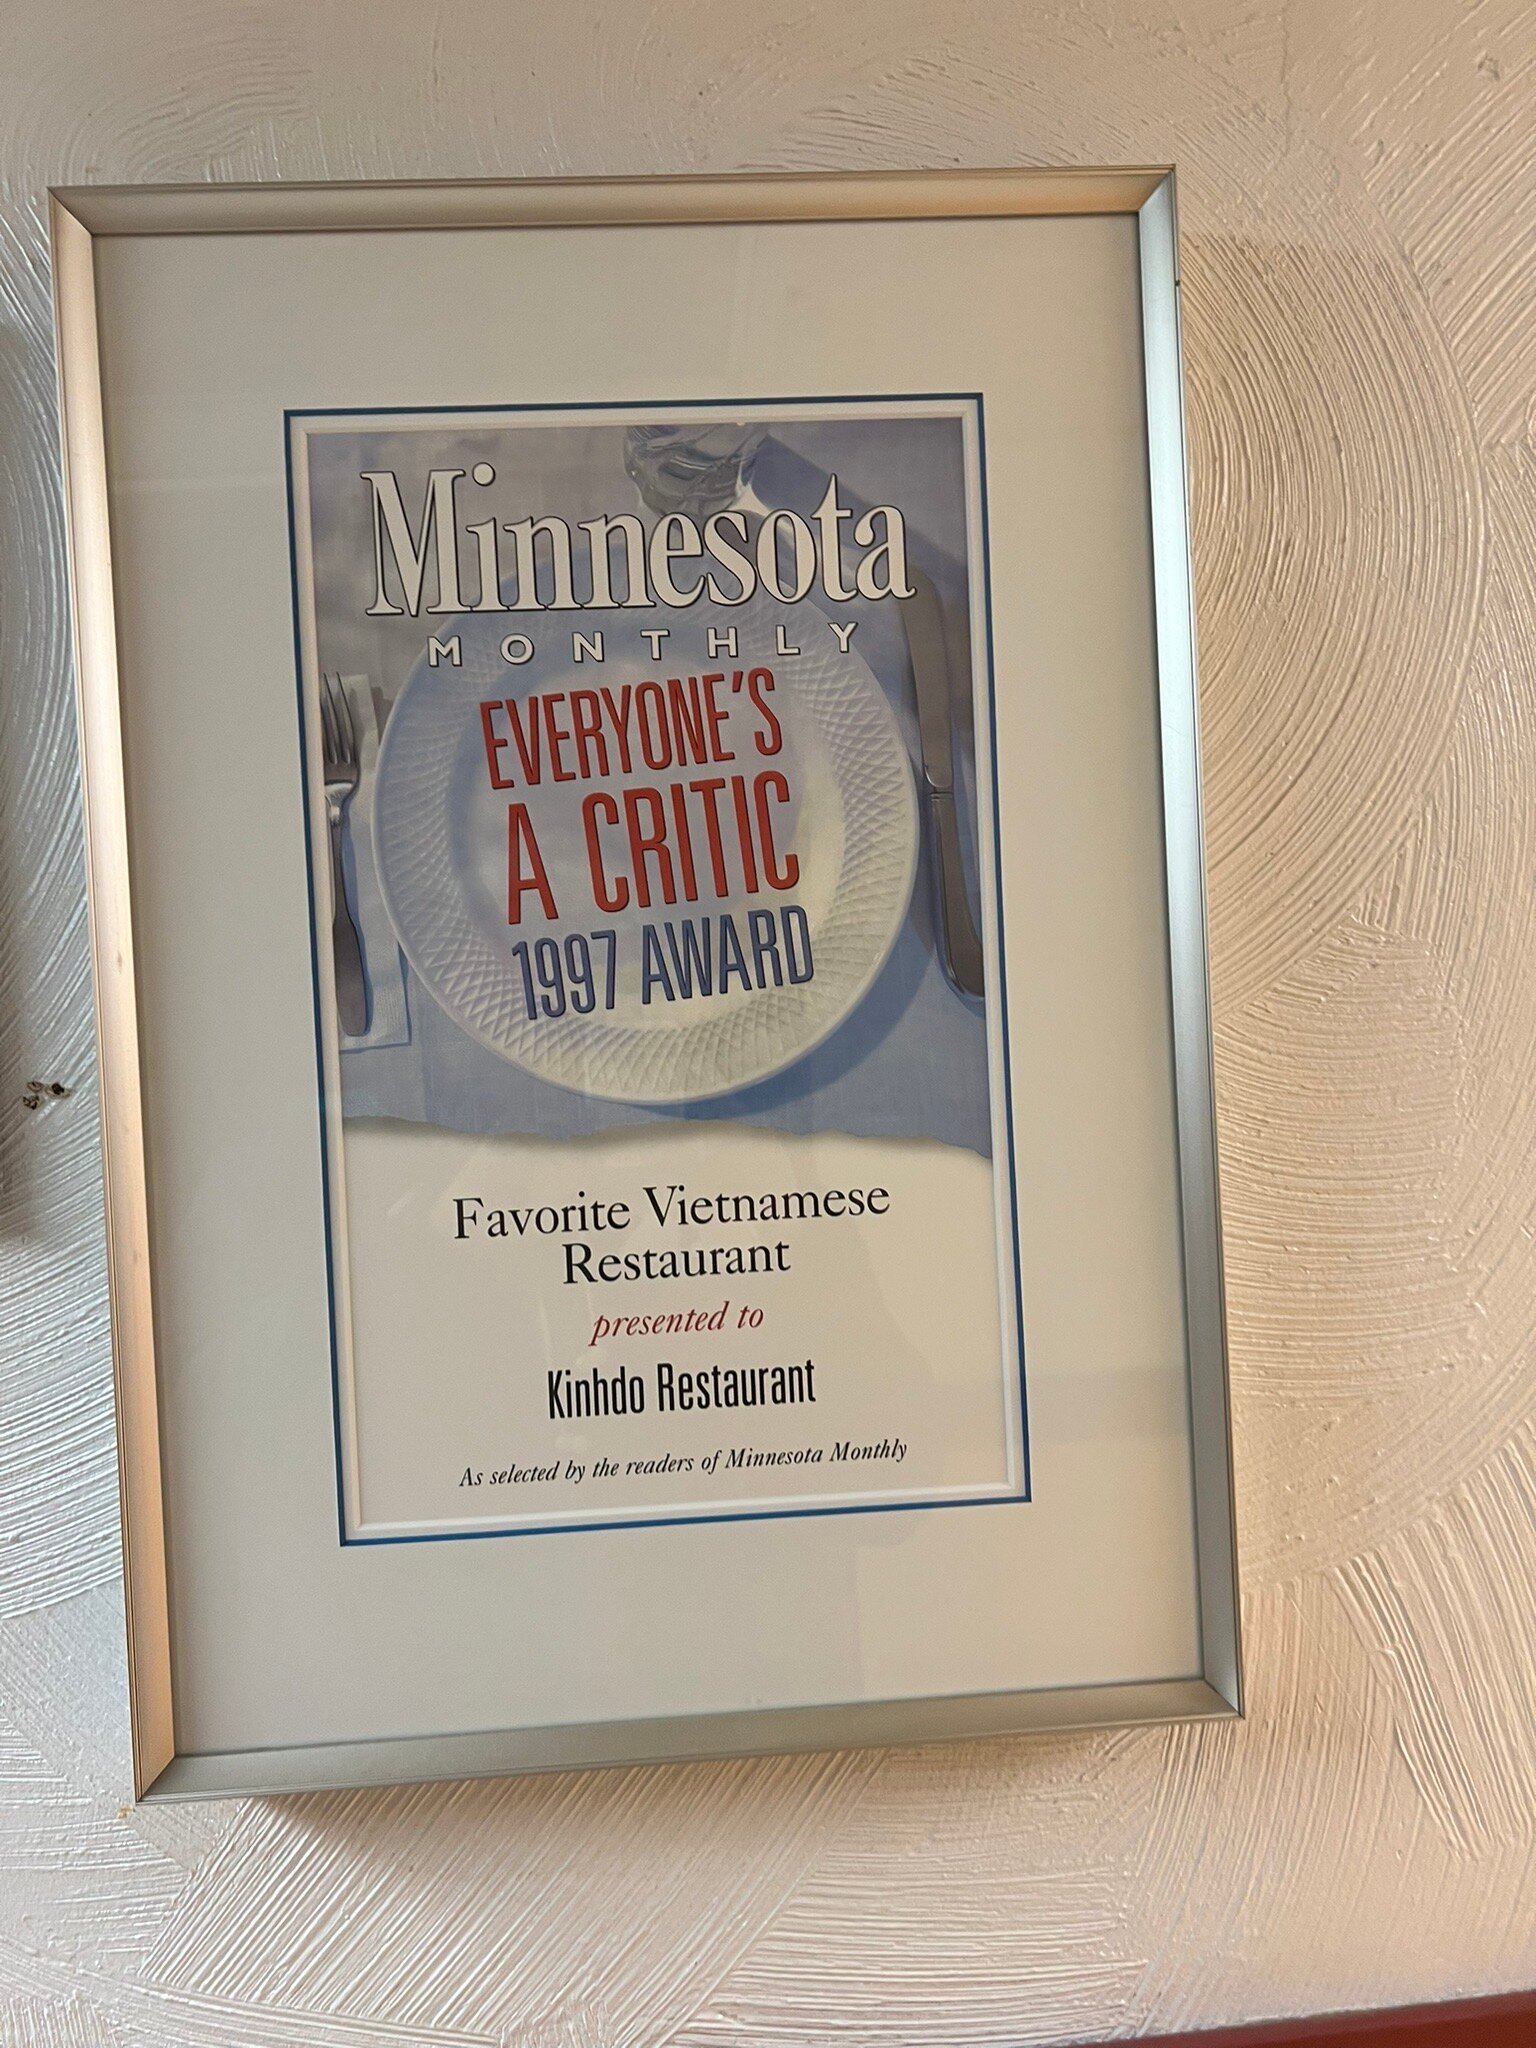 Minnesota
MONTHLY
EVERYONE'S
A CRITIC
1997 AWARD
Favorite Vietnamese
Restaurant
presented to
Kinhdo Restaurant
As selected by the readers of Minnesota Monthly